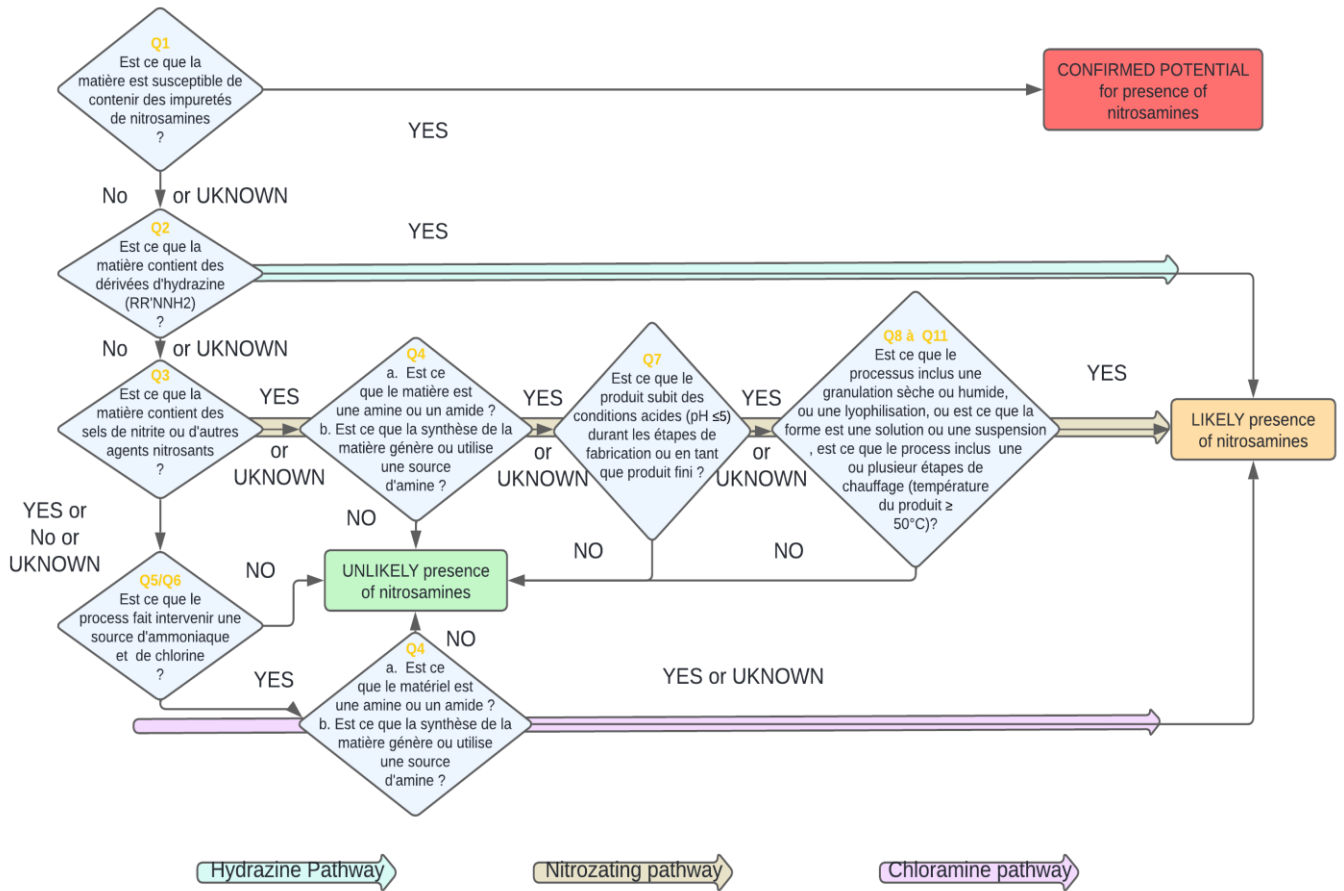 Q1
Est ce que la
matière est susceptible de
contenir des impuretés
de nitrosamines
?
YES
CONFIRMED POTENTIAL
for presence of
nitrosamines
No or UKNOWN
Q2
Est ce que la
matière contient des
dérivées d'hydrazine
(RR'NNH2)
?
YES
No or UKNOWN
Q3
Est ce que la
matière contient des
sels de nitrite ou d'autres
agents nitrosants
?
YES
or
UKNOWN
Q4
a. Est ce
que le matière est
une amine ou un amide ?
b. Est ce que la synthèse de la
matière génère ou utilise
une source
d'amine ?
YES
or
UKNOWN
Q7
Est ce que le
produit subit des
conditions acides (pH ≤5)
durant les étapes de
fabrication ou en tant
que produit fini ?
YES
or
UKNOWN
Q8 à Q11
Est ce que le
processus inclus une
granulation sèche ou humide,
ou une lyophilisation, ou est ce que la
forme est une solution ou une suspension
, est ce que le process inclus une
ou plusieur étapes de
chauffage (température
du produit ≥
50°C)?
YES
LIKELY presence
of nitrosamines
YES or
No or
UKNOWN
NO
NO
NO
Q5/Q6
Est ce que le
process fait intervenir une
source d'ammoniaque
et de chlorine
?
NO
UNLIKELY presence
of nitrosamines
YES
NO
Q4
a. Est ce
que le matériel est
une amine ou un amide ?
b. Est ce que la synthèse de la
matière génère ou utilise
une source
d'amine ?
YES or UKNOWN
Hydrazine Pathway
Nitrozating pathway
Chloramine pathway